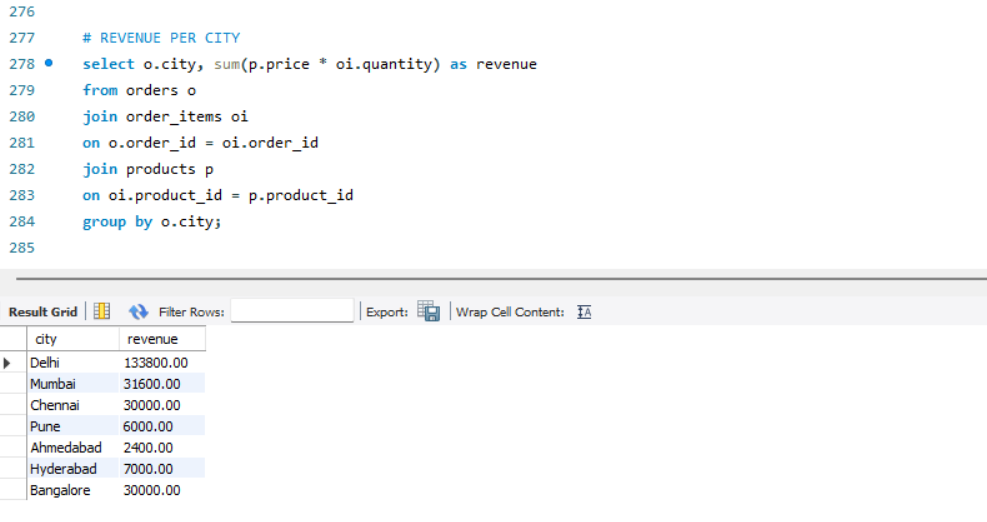 276
277 # REVENUE PER CITY
278 select o.city, sum(p.price * oi.quantity) as revenue
279 from orders o
280 join order_items oi
281 on o.order_id = oi.order_id
282 join products p
283 on oi.product_id = p.product_id
284 group by o.city;
285
Result Grid Filter Rows: Export: Wrap Cell Content: IA
city revenue
Delhi 133800.00
Mumbai 31600.00
Chennai 30000.00
Pune 6000.00
Ahmedabad 2400.00
Hyderabad 7000.00
Bangalore 30000.00